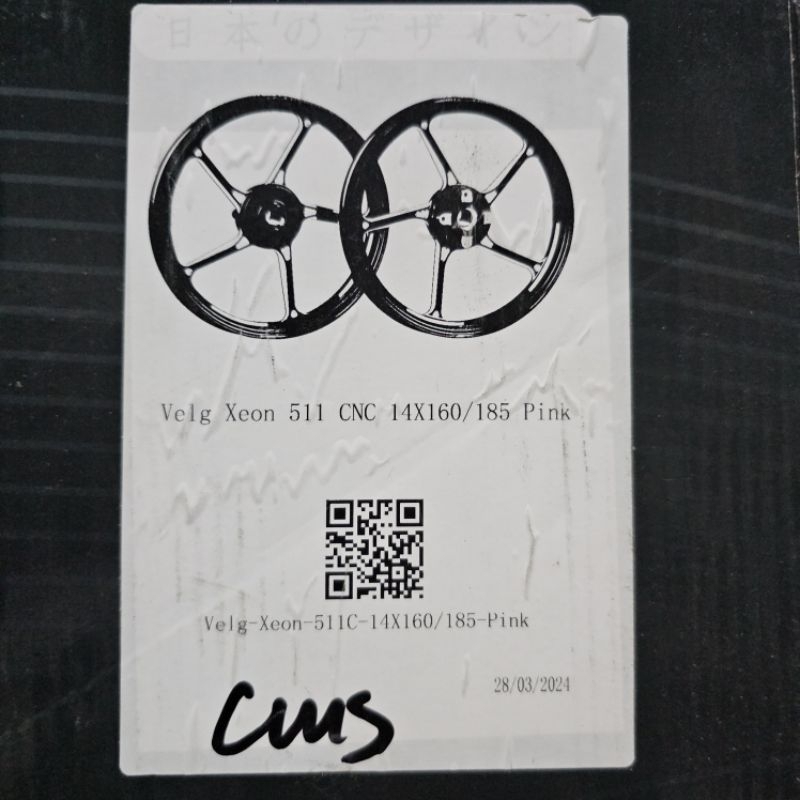 日本のデザイン
Velg Xeon 511 CNC 14X160/185 Pink
Velg-Xeon-511C-14X160/185-Pink
28/03/2024